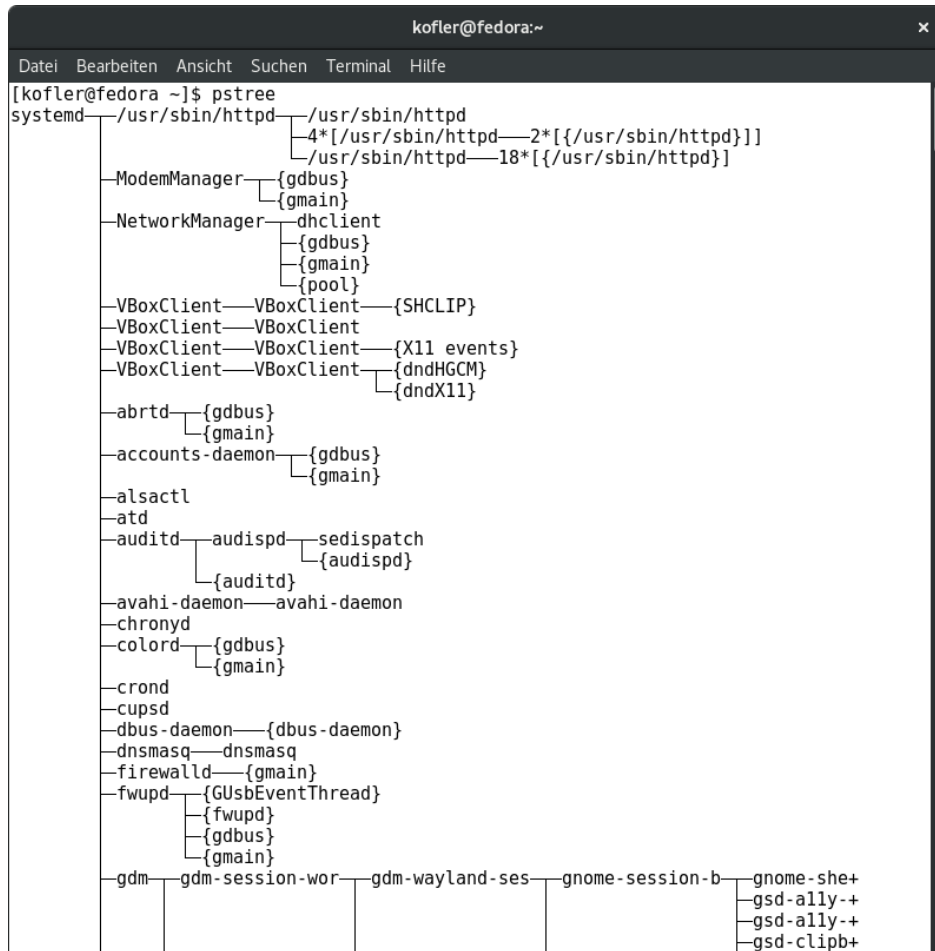 kofler@fedora:~ ×
Datei Bearbeiten Ansicht Suchen Terminal Hilfe
[kofler@fedora ~]$ pstree
systemd─┬─/usr/sbin/httpd─┬─/usr/sbin/httpd
        │                 ├─4*[/usr/sbin/httpd───2*[{/usr/sbin/httpd}]]
        │                 └─/usr/sbin/httpd───18*[{/usr/sbin/httpd}]
        ├─ModemManager─┬─{gdbus}
        │              └─{gmain}
        ├─NetworkManager─┬─dhclient
        │                ├─{gdbus}
        │                ├─{gmain}
        │                └─{pool}
        ├─VBoxClient───VBoxClient───{SHCLIP}
        ├─VBoxClient───VBoxClient
        ├─VBoxClient───VBoxClient───{X11 events}
        ├─VBoxClient───VBoxClient─┬─{dndHGCM}
        │                         └─{dndX11}
        ├─abrtd─┬─{gdbus}
        │       └─{gmain}
        ├─accounts-daemon─┬─{gdbus}
        │                 └─{gmain}
        ├─alsactl
        ├─atd
        ├─auditd─┬─audispd─┬─sedispatch
        │        │         └─{audispd}
        │        └─{auditd}
        ├─avahi-daemon───avahi-daemon
        ├─chronyd
        ├─colord─┬─{gdbus}
        │        └─{gmain}
        ├─crond
        ├─cupsd
        ├─dbus-daemon───{dbus-daemon}
        ├─dnsmasq───dnsmasq
        ├─firewalld───{gmain}
        ├─fwupd─┬─{GUsbEventThread}
        │       ├─{fwupd}
        │       ├─{gdbus}
        │       └─{gmain}
        ├─gdm─┬─gdm-session-wor─┬─gdm-wayland-ses─┬─gnome-session-b─┬─gnome-she+
        │     │                 │                 │                 ├─gsd-a11y-+
        │     │                 │                 │                 ├─gsd-a11y-+
        │     │                 │                 │                 ├─gsd-clipb+